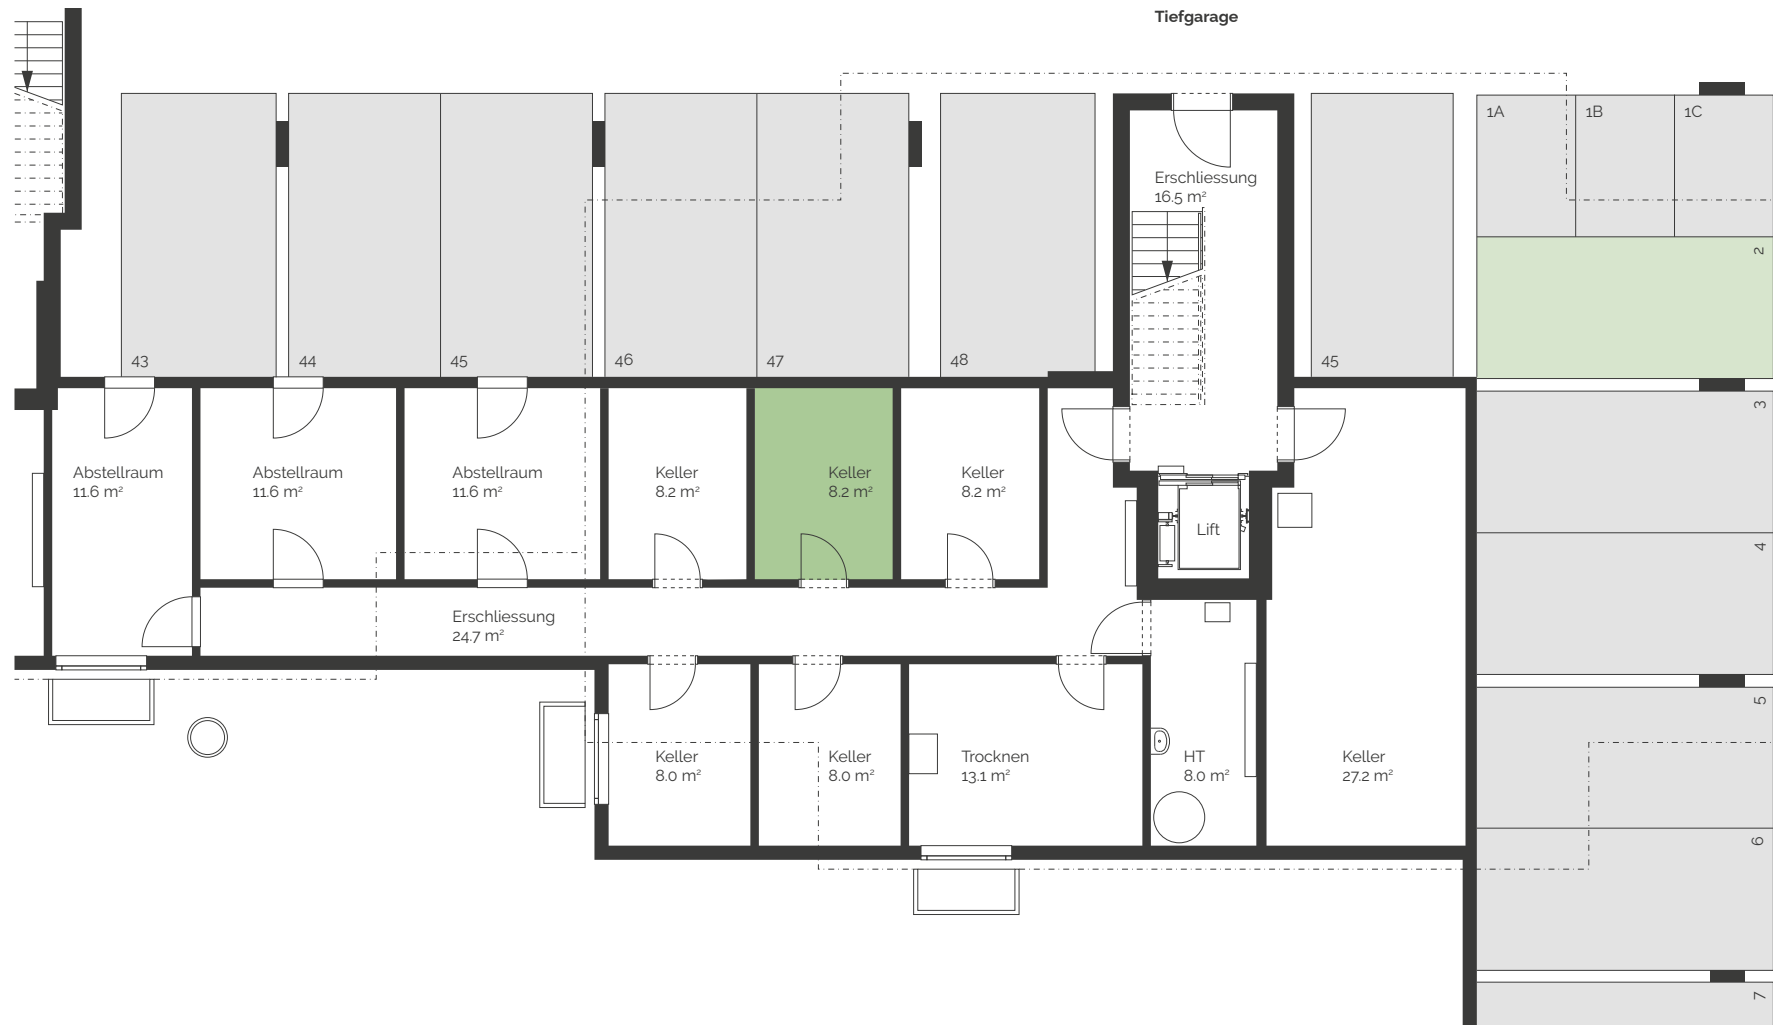 Tiefgarage
1A
1B
1C
Erschliessung
16.5 m²
2
43
44
45
46
47
48
45
3
Abstellraum
11.6 m²
Abstellraum
11.6 m²
Abstellraum
11.6 m²
Keller
8.2 m²
Keller
8.2 m²
Keller
8.2 m²
Lift
4
Erschliessung
24.7 m²
5
Keller
8.0 m²
Keller
8.0 m²
Trocknen
13.1 m²
HT
8.0 m²
Keller
27.2 m²
6
7